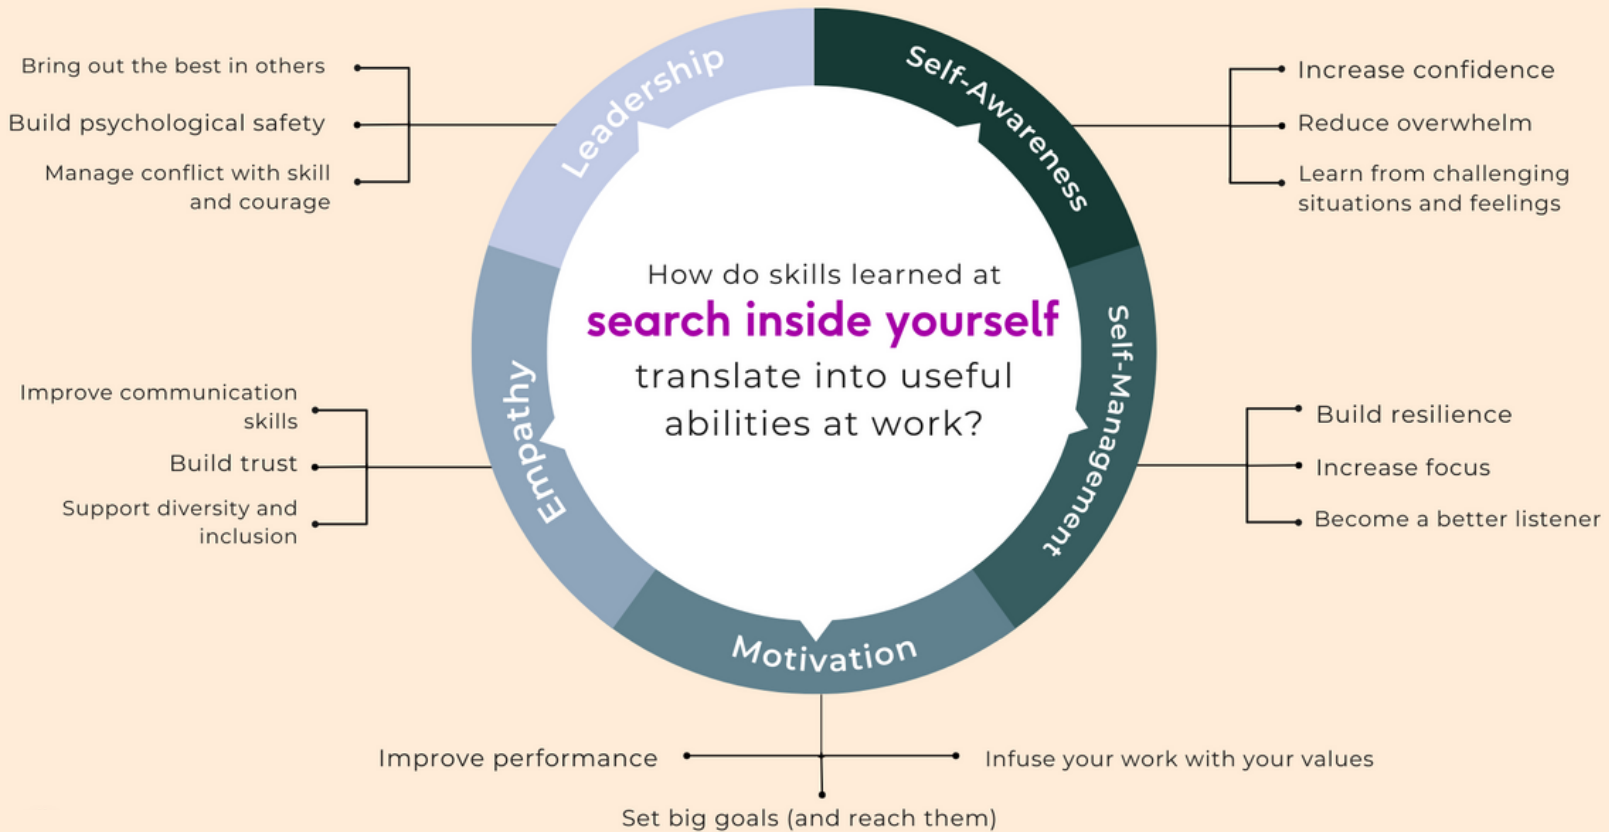 How do skills learned at
search inside yourself
translate into useful
abilities at work?
Self-Awareness
Increase confidence
Reduce overwhelm
Learn from challenging
situations and feelings
Self-Management
Build resilience
Increase focus
Become a better listener
Motivation
Improve performance
Infuse your work with your values
Set big goals (and reach them)
Empathy
Improve communication
skills
Build trust
Support diversity and
inclusion
Leadership
Bring out the best in others
Build psychological safety
Manage conflict with skill
and courage